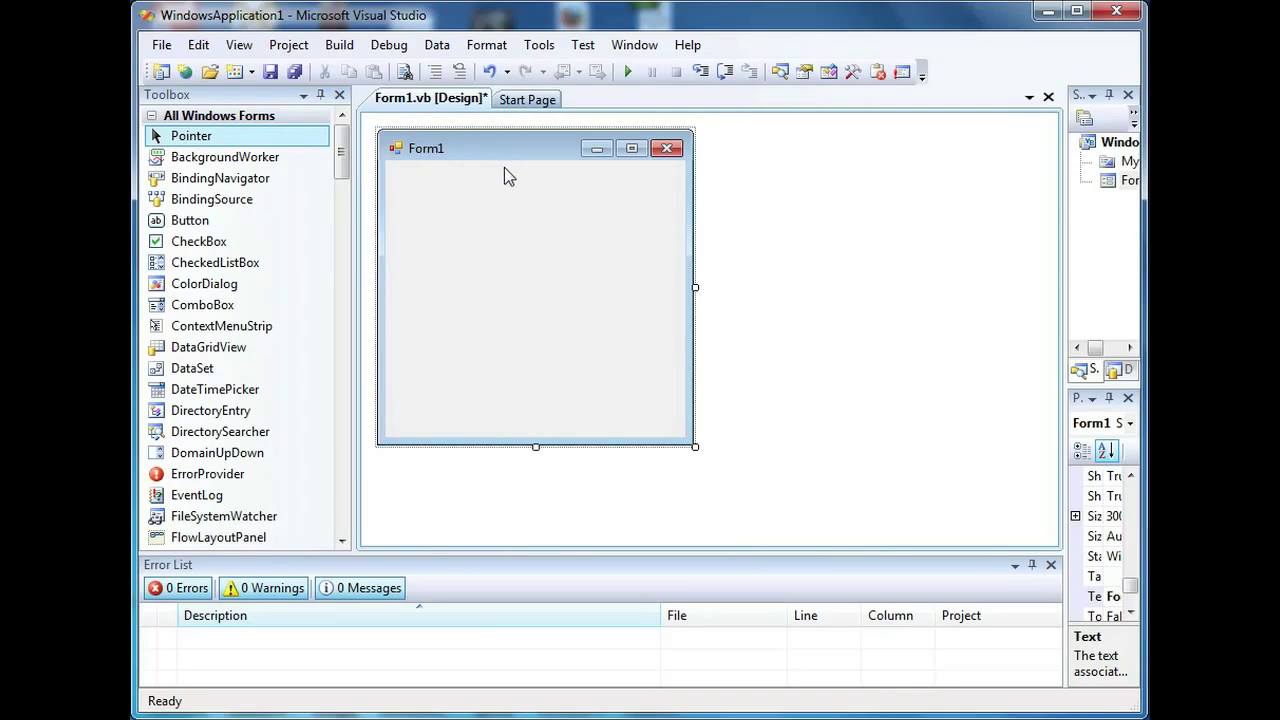 WindowsApplication1 - Microsoft Visual Studio
File Edit View Project Build Debug Data Format Tools Test Window Help
Toolbox
Form1.vb [Design]* Start Page
S..
All Windows Forms
Pointer
BackgroundWorker
BindingNavigator
BindingSource
Button
CheckBox
CheckedListBox
ColorDialog
ComboBox
ContextMenuStrip
DataGridView
DataSet
DateTimePicker
DirectoryEntry
DirectorySearcher
DomainUpDown
ErrorProvider
EventLog
FileSystemWatcher
FlowLayoutPanel
Form1
Windo
My
For
S. D
P.
Form1 S
Sh Tru
Sh Tru
Siz 300
Siz Au
Sta Wi
Ta
Te Fo
To Fal
Text
The text
associat...
Error List
0 Errors 0 Warnings 0 Messages
Description File Line Column Project
Ready